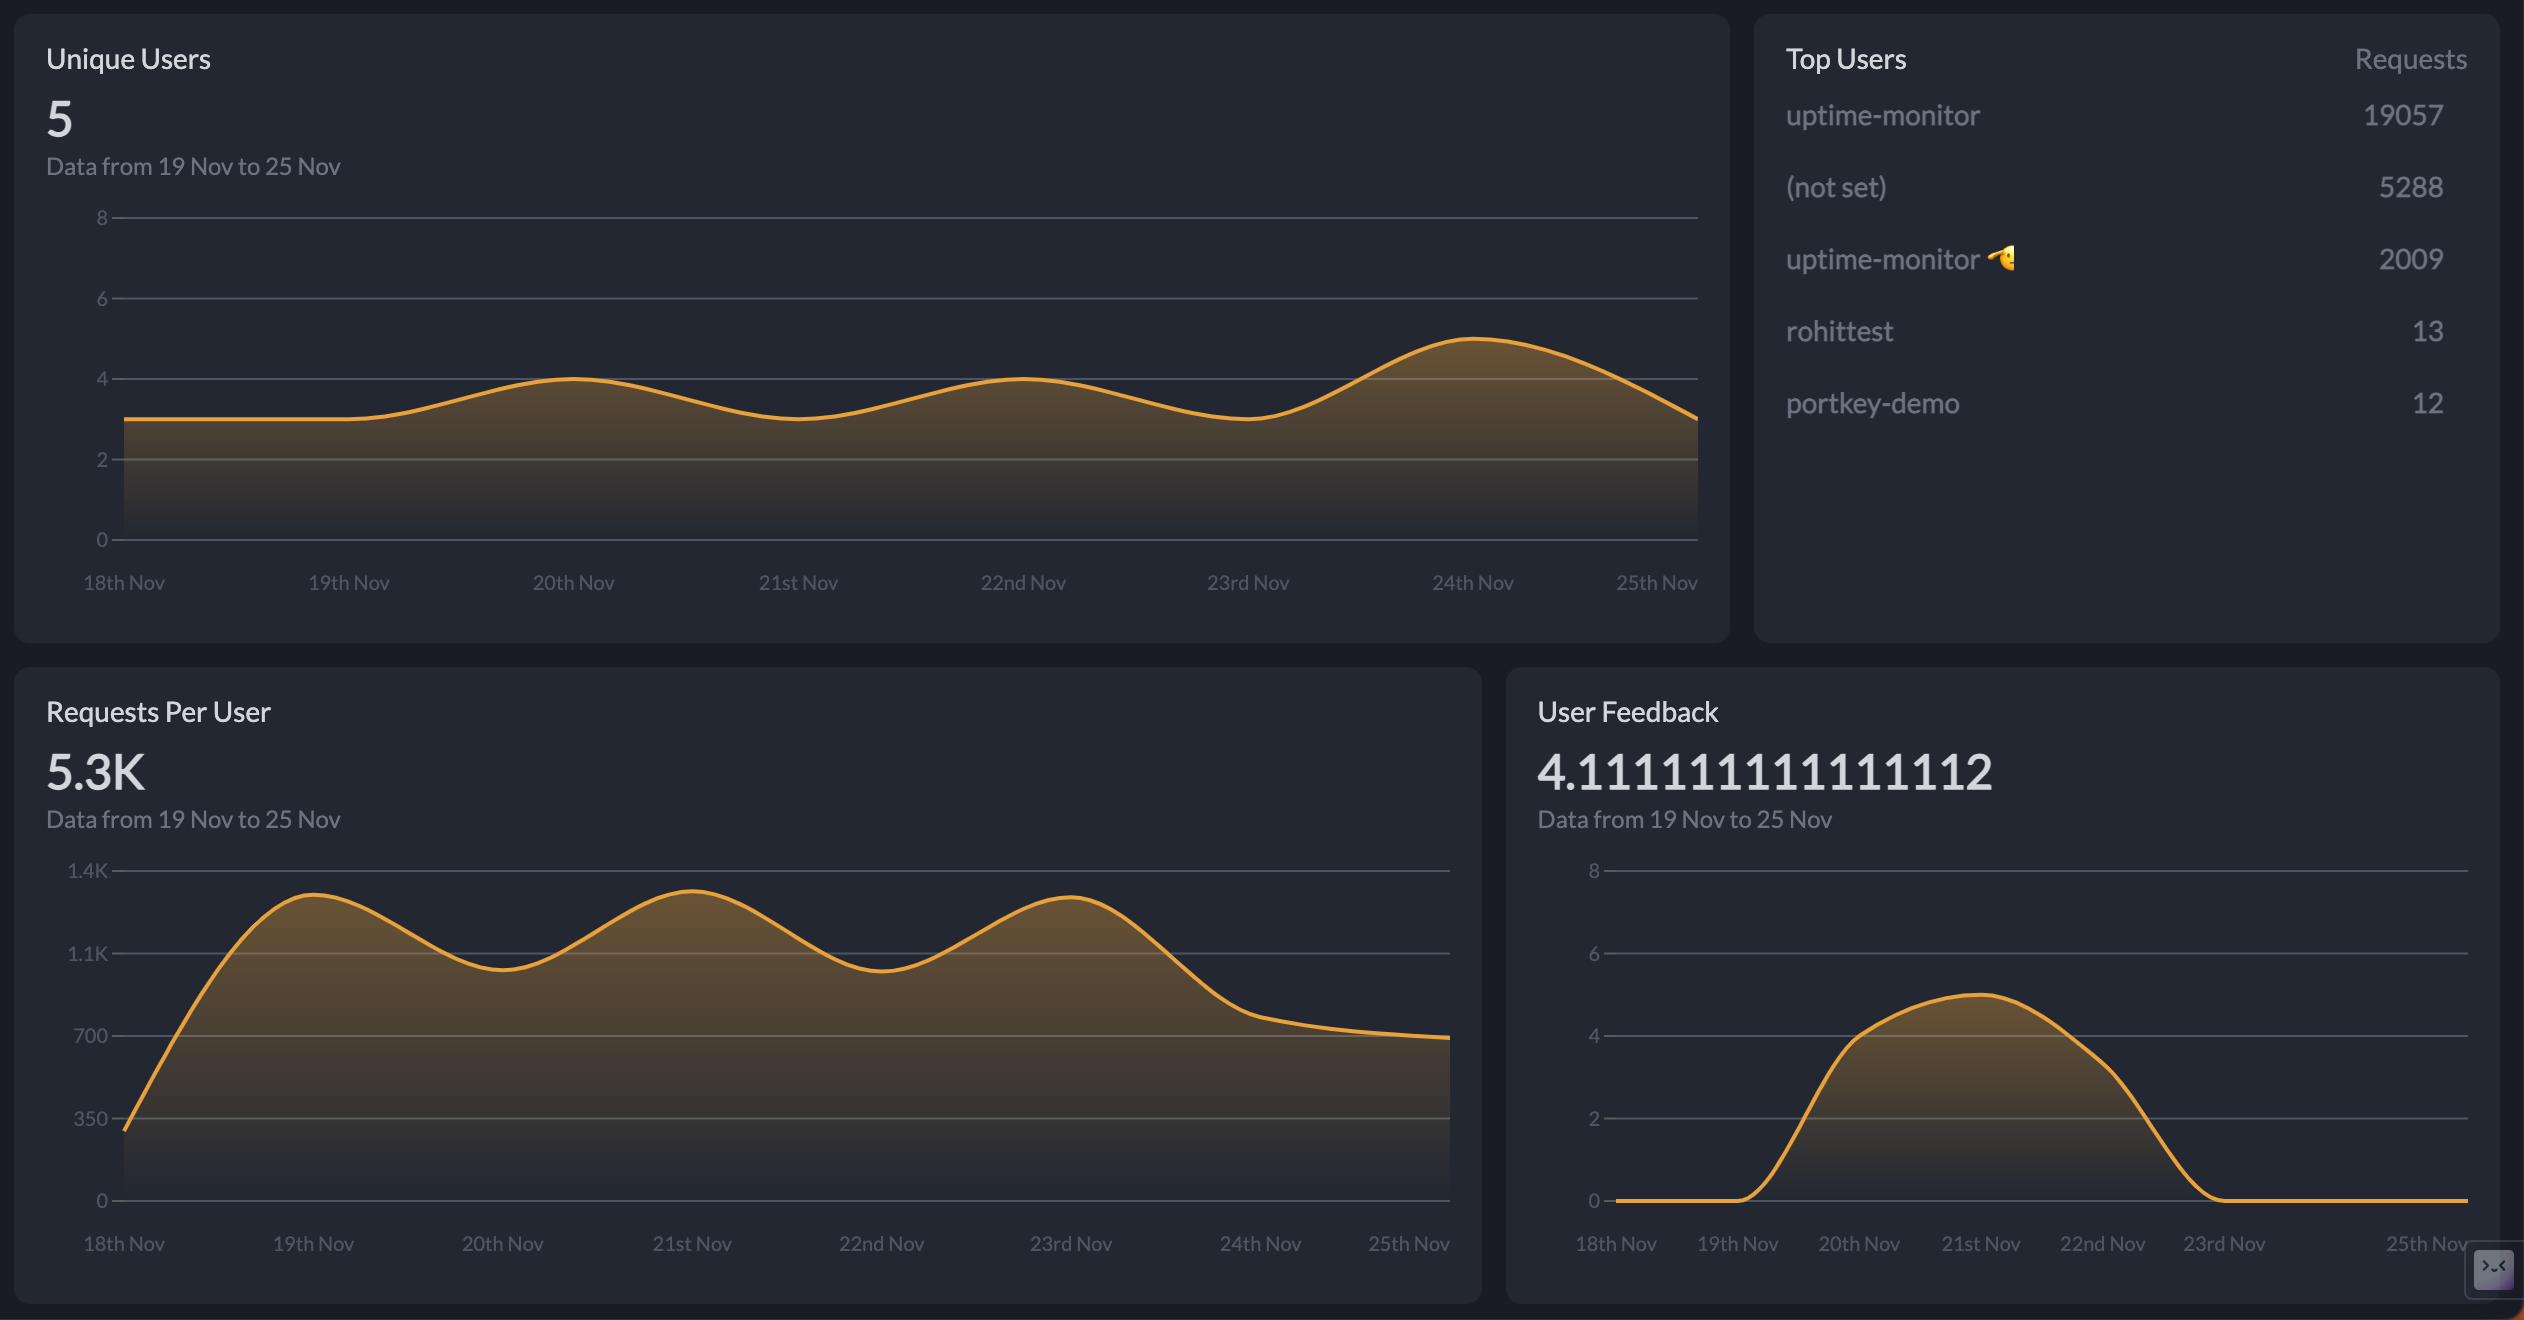 Unique Users
5
Data from 19 Nov to 25 Nov
8
6
4
2
0
18th Nov 19th Nov 20th Nov 21st Nov 22nd Nov 23rd Nov 24th Nov 25th Nov
Top Users Requests
uptime-monitor 19057
(not set) 5288
uptime-monitor 🫡 2009
rohittest 13
portkey-demo 12
Requests Per User
5.3K
Data from 19 Nov to 25 Nov
1.4K
1.1K
700
350
0
18th Nov 19th Nov 20th Nov 21st Nov 22nd Nov 23rd Nov 24th Nov 25th Nov
User Feedback
4.111111111111112
Data from 19 Nov to 25 Nov
8
6
4
2
0
18th Nov 19th Nov 20th Nov 21st Nov 22nd Nov 23rd Nov 25th Nov